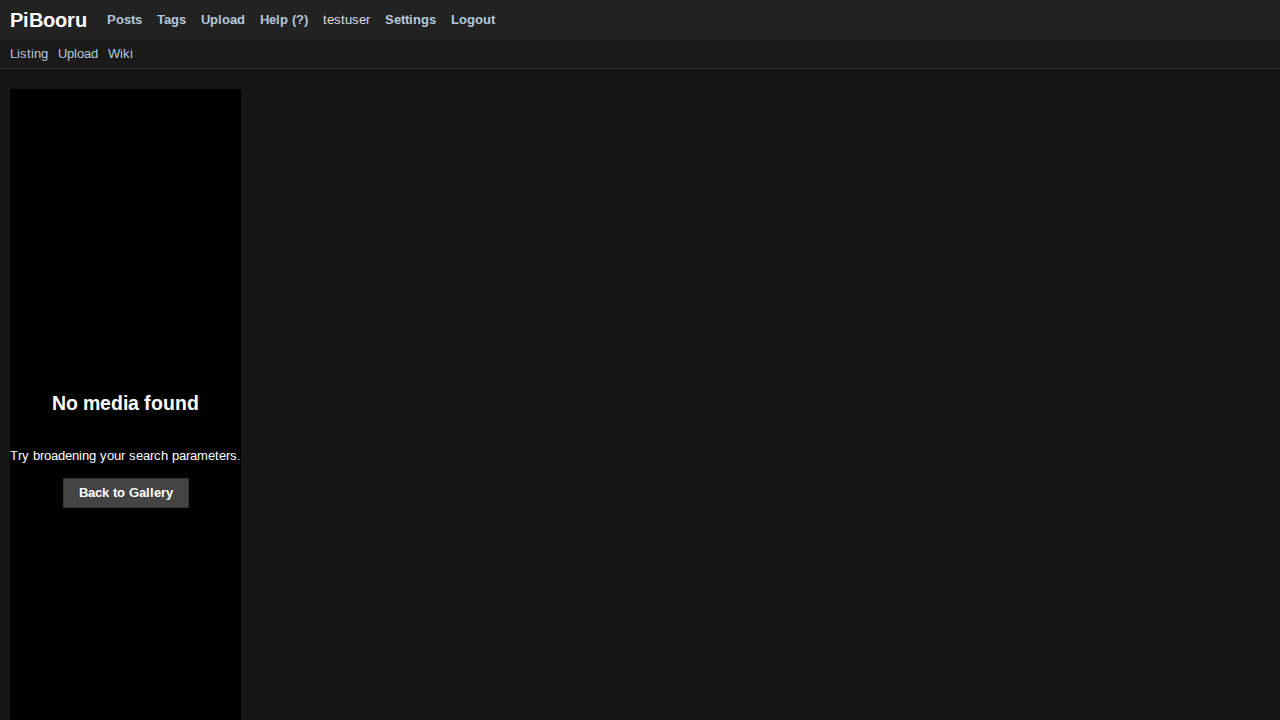 PiBooru Posts Tags Upload Help (?) testuser Settings Logout
Listing Upload Wiki
No media found
Try broadening your search parameters.
Back to Gallery